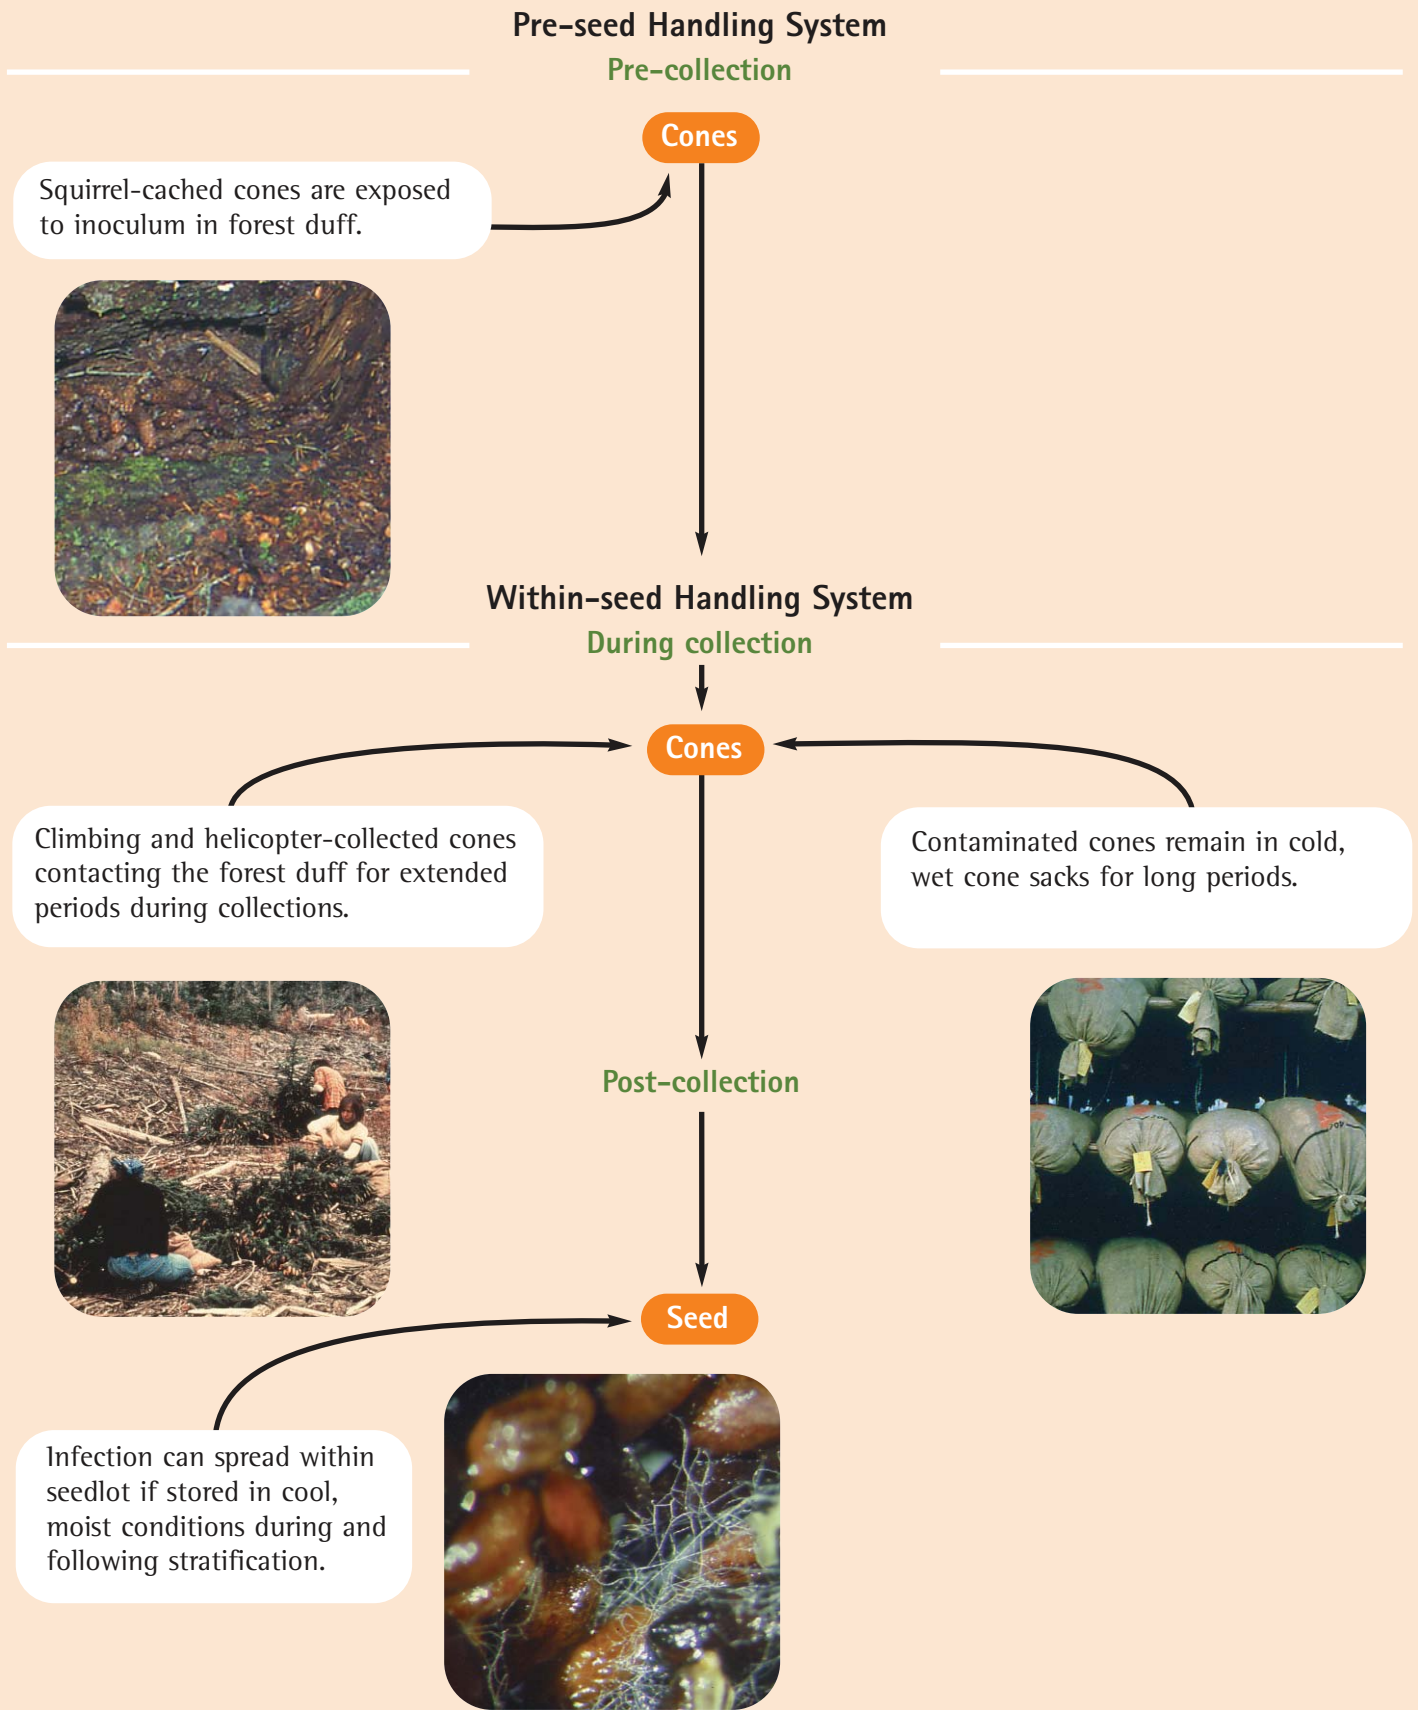 Pre-seed Handling System
Pre-collection
Cones
Squirrel-cached cones are exposed
to inoculum in forest duff.
Within-seed Handling System
During collection
Cones
Climbing and helicopter-collected cones
contacting the forest duff for extended
periods during collections.
Contaminated cones remain in cold,
wet cone sacks for long periods.
Post-collection
Seed
Infection can spread within
seedlot if stored in cool,
moist conditions during and
following stratification.